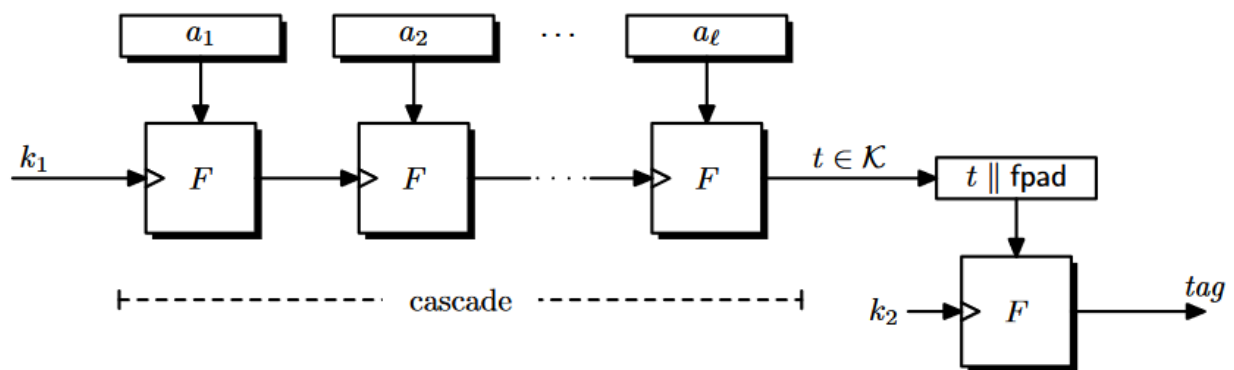 a₁ a₂ ··· aℓ
k₁ F F ···· F t ∈ 𝒦 t ∥ fpad
cascade
k₂ F tag